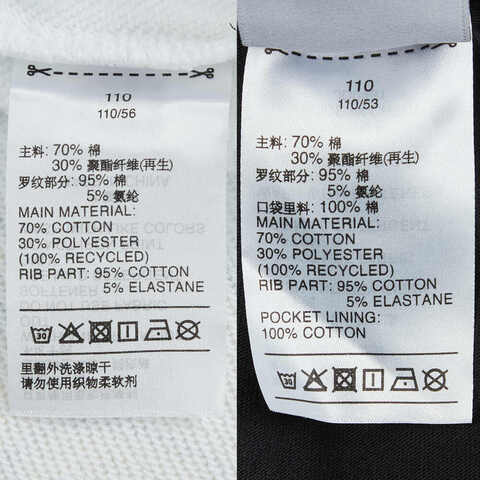 110
110/56
主料: 70% 棉
30% 聚酯纤维(再生)
罗纹部分: 95% 棉
5% 氨纶
MAIN MATERIAL:
70% COTTON
30% POLYESTER
(100% RECYCLED)
RIB PART: 95% COTTON
5% ELASTANE
30
里翻外洗涤晾干
请勿使用织物柔软剂
110
110/53
主料: 70% 棉
30% 聚酯纤维(再生)
罗纹部分: 95% 棉
5% 氨纶
口袋里料: 100% 棉
MAIN MATERIAL:
70% COTTON
30% POLYESTER
(100% RECYCLED)
RIB PART: 95% COTTON
5% ELASTANE
POCKET LINING:
100% COTTON
30